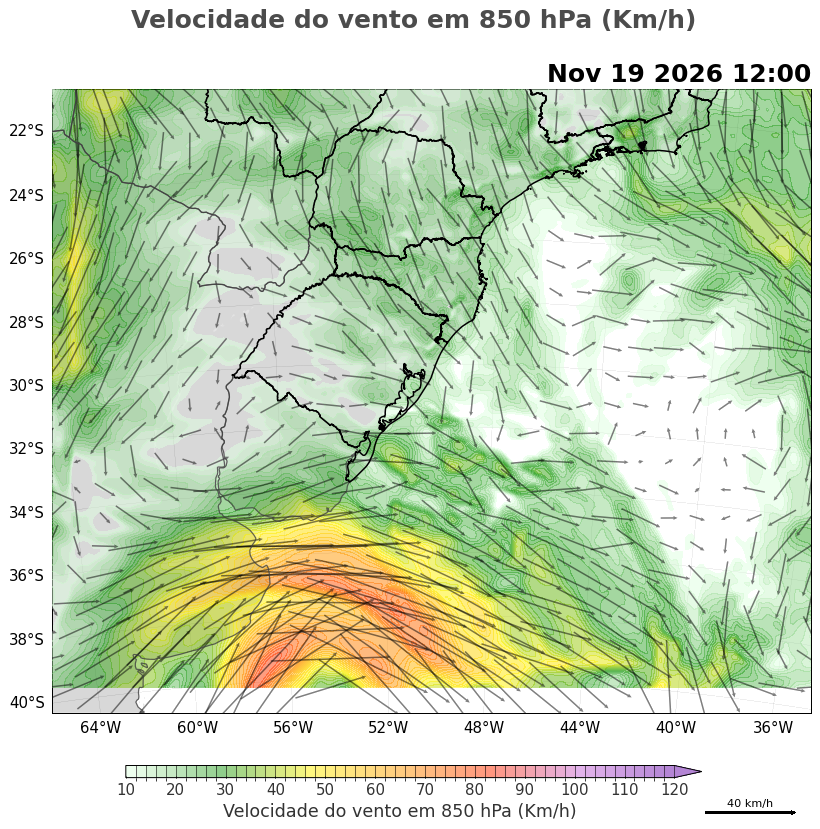 Velocidade do vento em 850 hPa (Km/h)
Nov 19 2026 12:00
22°S
24°S
26°S
28°S
30°S
32°S
34°S
36°S
38°S
40°S
64°W 60°W 56°W 52°W 48°W 44°W 40°W 36°W
10 20 30 40 50 60 70 80 90 100 110 120
Velocidade do vento em 850 hPa (Km/h)
40 km/h